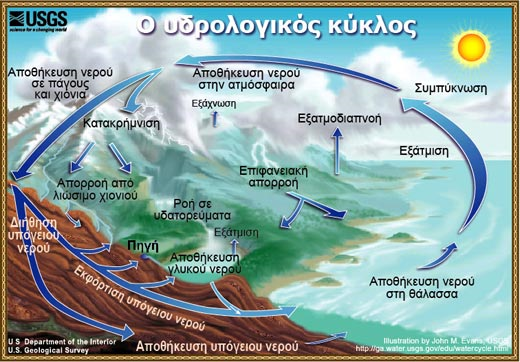 USGS
science for a changing world
Ο υδρολογικός κύκλος
Αποθήκευση νερού
σε πάγους
και χιόνια
Αποθήκευση νερού
στην ατμόσφαιρα
Συμπύκνωση
Εξάχνωση
Κατακρήμνιση
Εξατμοδιαπνοή
Εξάτμιση
Απορροή από
λιώσιμο χιονιού
Επιφανειακή
απορροή
Ροή σε
υδατορεύματα
Διήθηση
υπόγειου
νερού
Πηγή
Εξάτμιση
Αποθήκευση
γλυκού νερού
Εκφόρτιση υπόγειου νερού
Αποθήκευση νερού
στη θάλασσα
Αποθήκευση υπόγειου νερού
U S Department of the Interior
U.S. Geological Survey
Illustration by John M. Evans, USGS
http://ga.water.usgs.gov/edu/watercycle.html